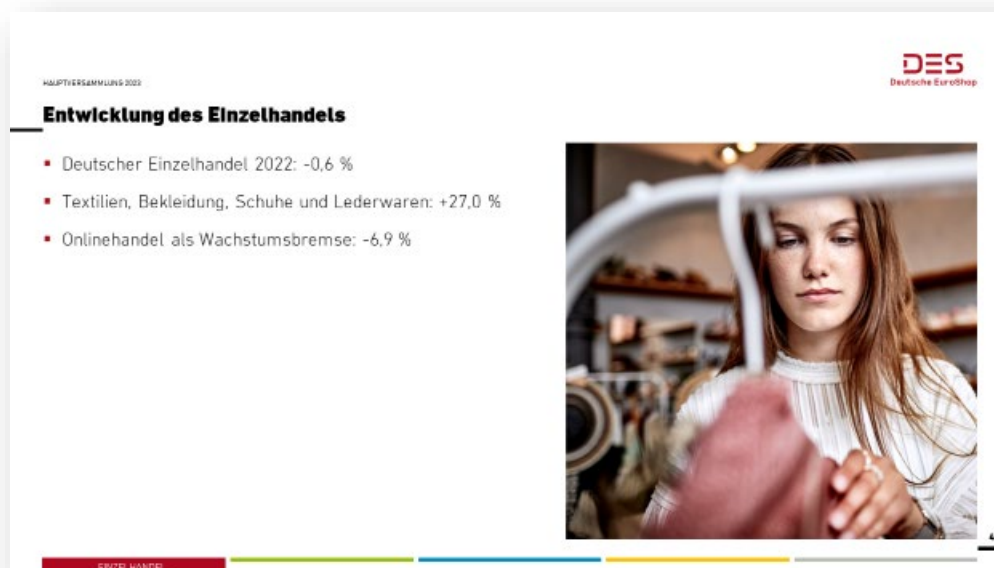 HAUPTVERSAMMLUNG 2023
DES
Deutsche EuroShop
Entwicklung des Einzelhandels
▪ Deutscher Einzelhandel 2022: -0,6 %
▪ Textilien, Bekleidung, Schuhe und Lederwaren: +27,0 %
▪ Onlinehandel als Wachstumsbremse: -6,9 %
EINZELHANDEL